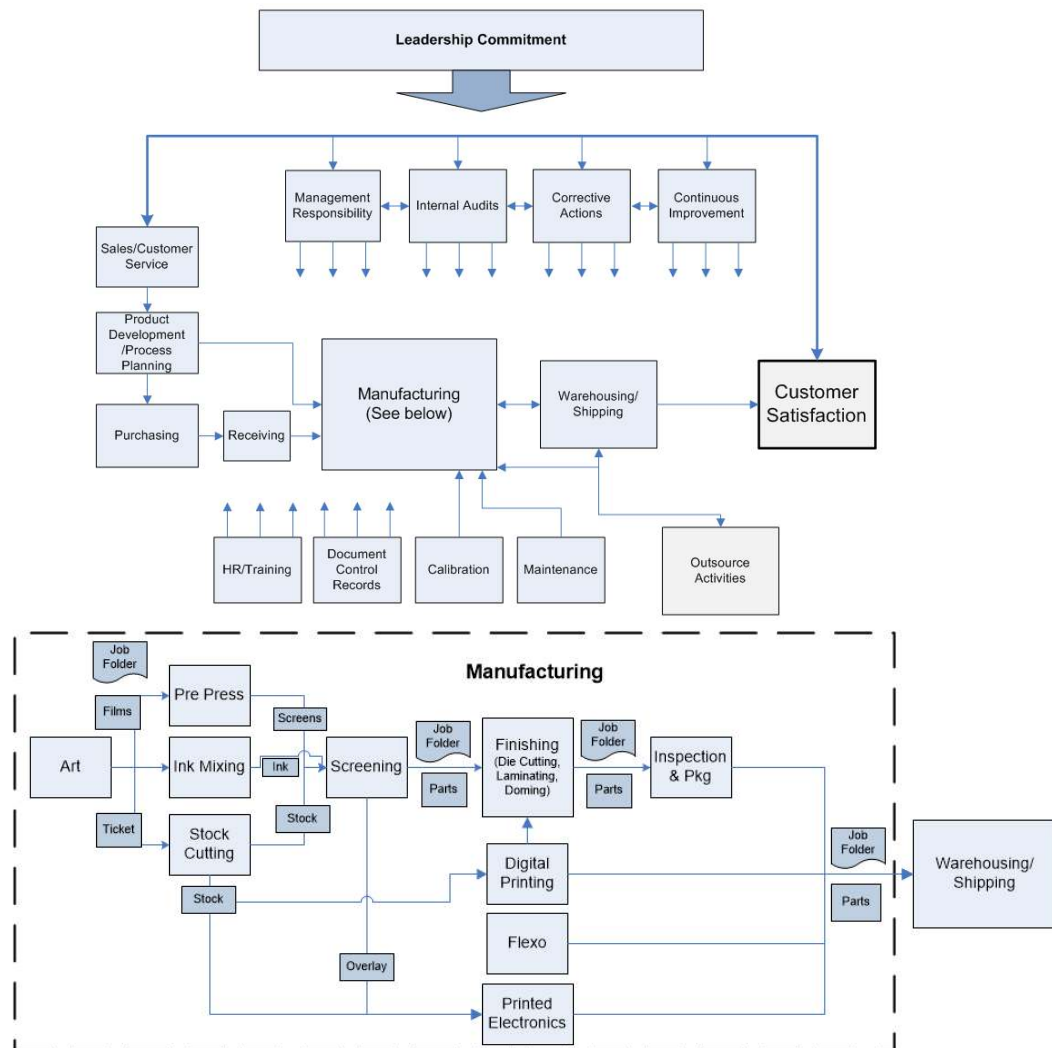 Leadership Commitment
Management
Responsibility
Internal Audits
Corrective
Actions
Continuous
Improvement
Sales/Customer
Service
Product
Development
/Process
Planning
Manufacturing
(See below)
Warehousing/
Shipping
Customer
Satisfaction
Purchasing
Receiving
HR/Training
Document
Control
Records
Calibration
Maintenance
Outsource
Activities
Manufacturing
Job
Folder
Films
Pre Press
Screens
Art
Ink Mixing
Ink
Screening
Job
Folder
Parts
Finishing
(Die Cutting,
Laminating,
Doming)
Job
Folder
Parts
Inspection
& Pkg
Ticket
Stock
Cutting
Stock
Stock
Digital
Printing
Job
Folder
Parts
Warehousing/
Shipping
Flexo
Overlay
Printed
Electronics